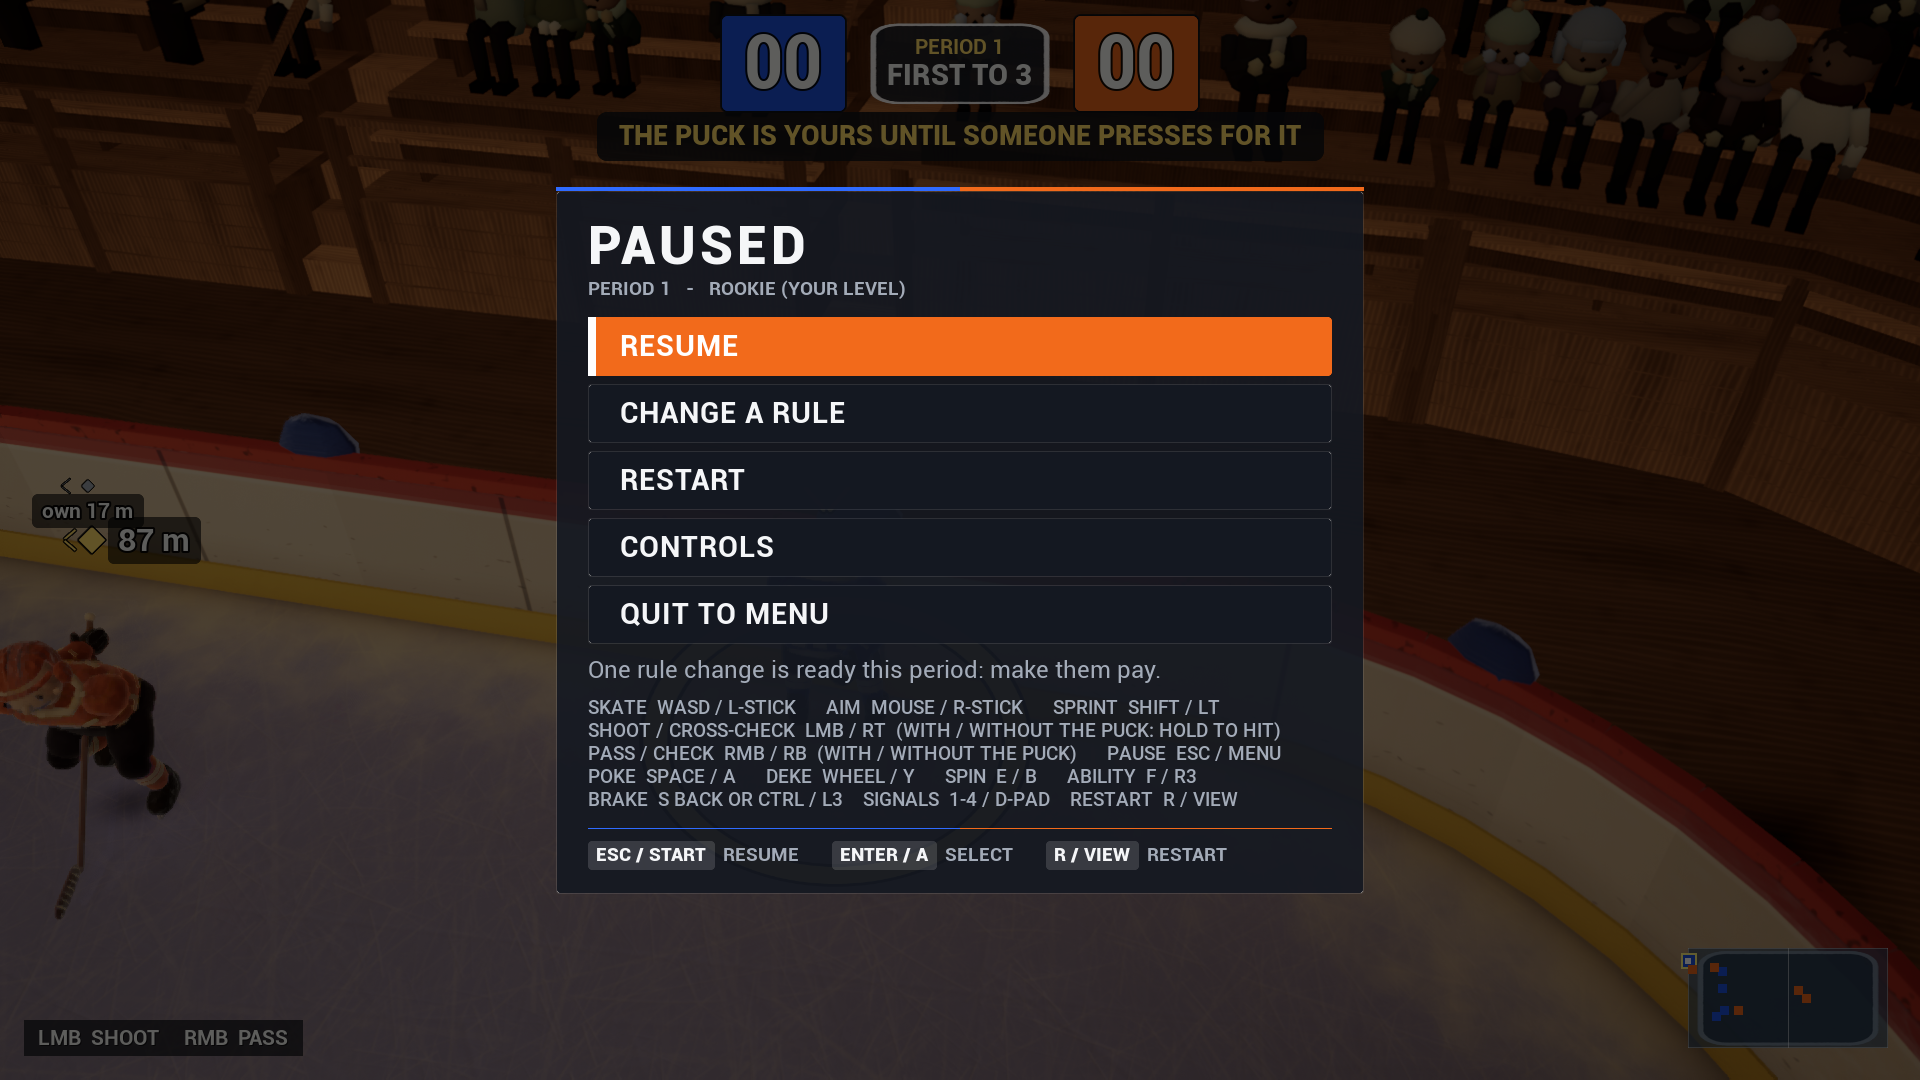 00
PERIOD 1
FIRST TO 3
00
THE PUCK IS YOURS UNTIL SOMEONE PRESSES FOR IT
PAUSED
PERIOD 1 - ROOKIE (YOUR LEVEL)
RESUME
CHANGE A RULE
RESTART
CONTROLS
QUIT TO MENU
own 17 m
87 m
One rule change is ready this period: make them pay.
SKATE WASD / L-STICK AIM MOUSE / R-STICK SPRINT SHIFT / LT
SHOOT / CROSS-CHECK LMB / RT (WITH / WITHOUT THE PUCK: HOLD TO HIT)
PASS / CHECK RMB / RB (WITH / WITHOUT THE PUCK) PAUSE ESC / MENU
POKE SPACE / A DEKE WHEEL / Y SPIN E / B ABILITY F / R3
BRAKE S BACK OR CTRL / L3 SIGNALS 1-4 / D-PAD RESTART R / VIEW
ESC / START RESUME ENTER / A SELECT R / VIEW RESTART
LMB SHOOT RMB PASS